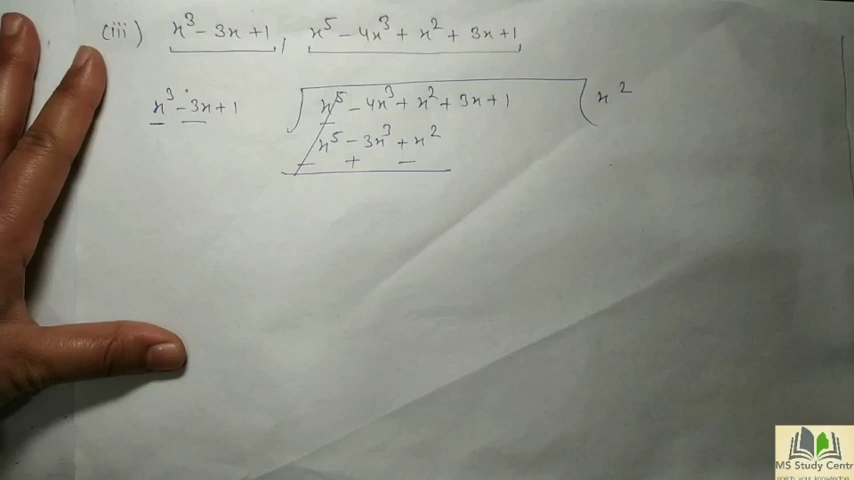 (iii) x³ - 3x + 1 , x⁵ - 4x³ + x² + 3x + 1
x³ - 3x + 1 ) x⁵ - 4x³ + x² + 3x + 1 ( x²
x⁵ - 3x³ + x²
- + -
MS Study Centr